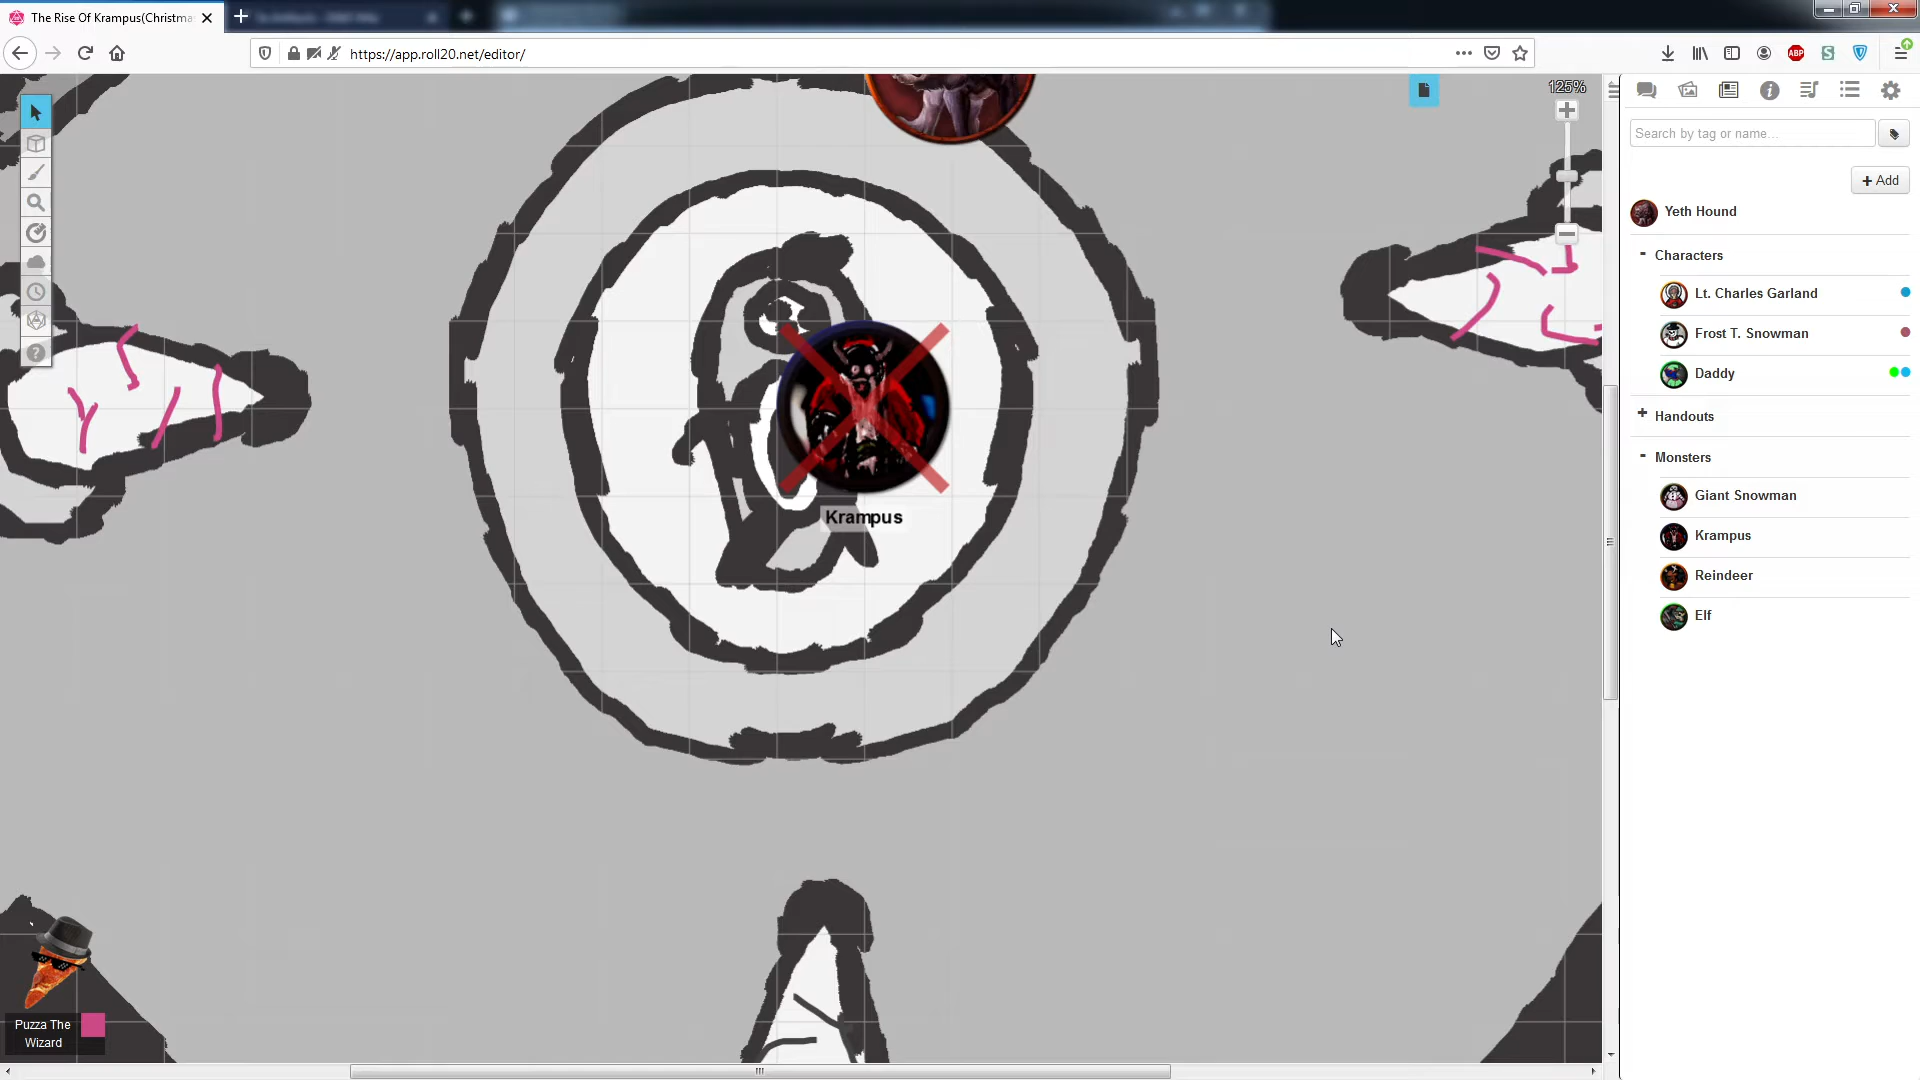 The Rise Of Krampus(Christma
https://app.roll20.net/editor/
ABP
S
125%
Search by tag or name...
+ Add
Yeth Hound
- Characters
Lt. Charles Garland
Frost T. Snowman
Daddy
+ Handouts
- Monsters
Giant Snowman
Krampus
Reindeer
Elf
Krampus
Puzza The
Wizard